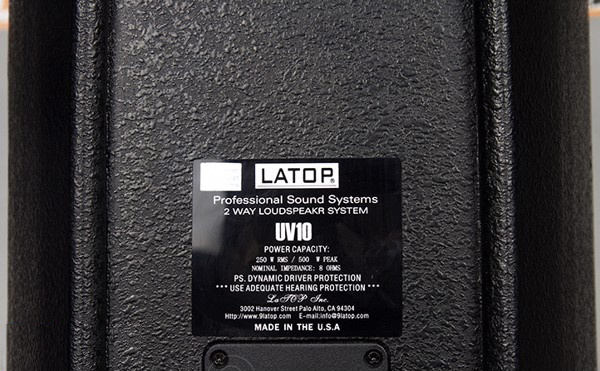 LATOP®
Professional Sound Systems
2 WAY LOUDSPEAKR SYSTEM
UV10
POWER CAPACITY:
250 W RMS / 500 W PEAK
NOMINAL IMPEDANCE: 8 OHMS
PS. DYNAMIC DRIVER PROTECTION
*** USE ADEQUATE HEARING PROTECTION ***
LaTOP Inc.
3002 Hanover Street Palo Alto, CA 94304
Http://www.9latop.com E-mail:info@9latop.com
MADE IN THE U.S.A